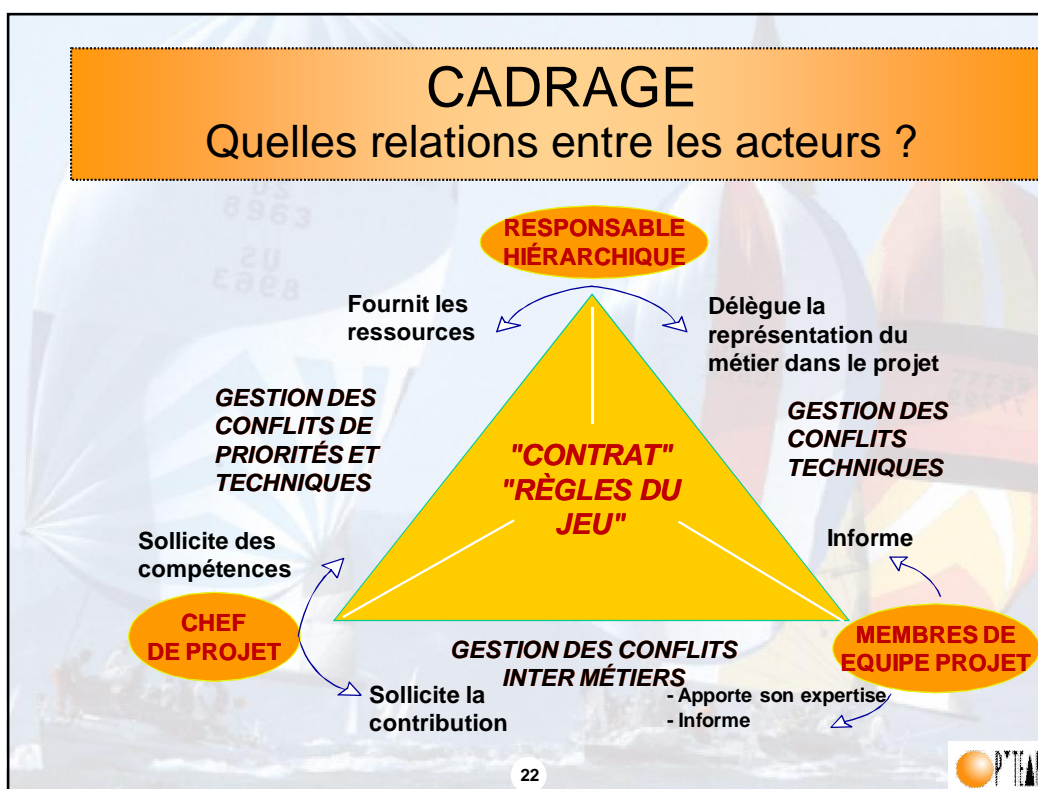 CADRAGE
Quelles relations entre les acteurs ?
8963
SU
8963
RESPONSABLE
HIÉRARCHIQUE
Fournit les
ressources
Délègue la
représentation du
métier dans le projet
GESTION DES
CONFLITS DE
PRIORITÉS ET
TECHNIQUES
GESTION DES
CONFLITS
TECHNIQUES
"CONTRAT"
"RÈGLES DU
JEU"
Sollicite des
compétences
Informe
CHEF
DE PROJET
MEMBRES DE
EQUIPE PROJET
GESTION DES CONFLITS
INTER MÉTIERS
Sollicite la
contribution
- Apporte son expertise
- Informe
22